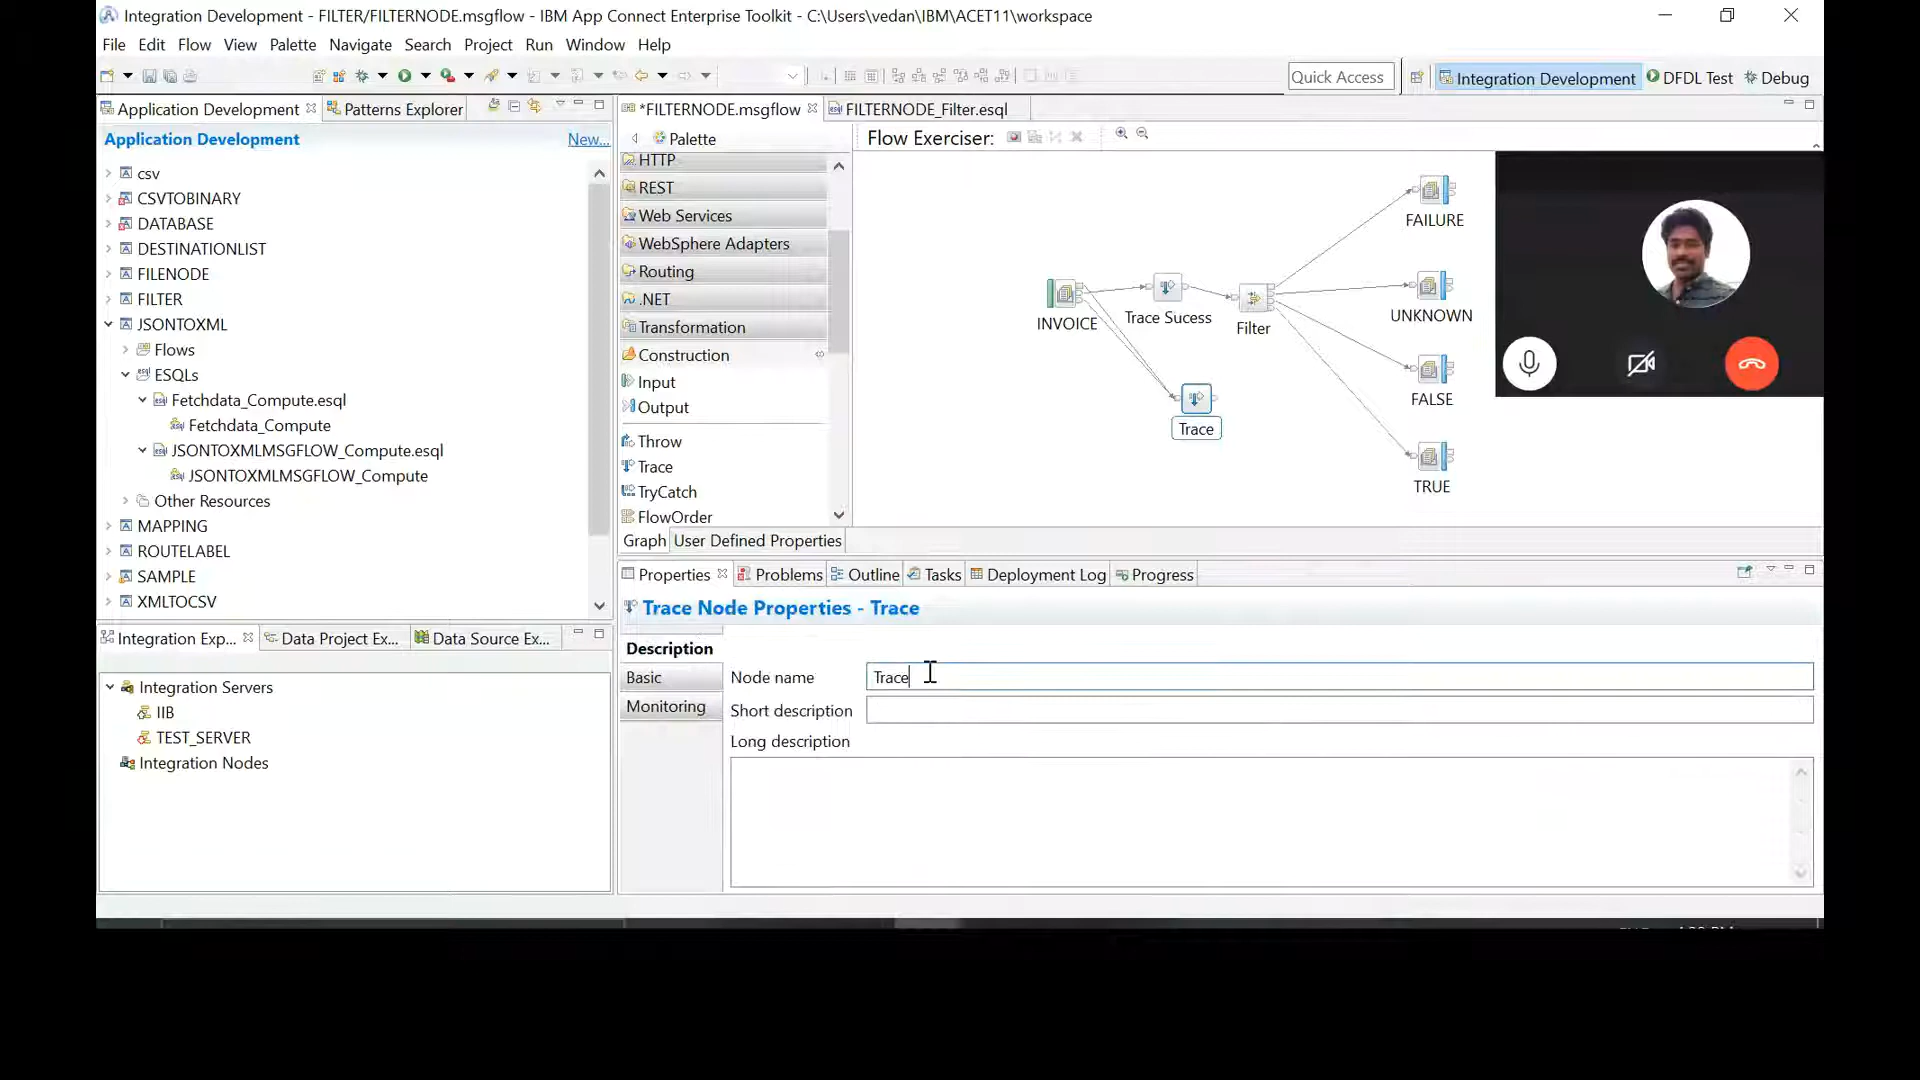 Integration Development - FILTER/FILTERNODE.msgflow - IBM App Connect Enterprise Toolkit - C:\Users\vedan\IBM\ACET11\workspace
File Edit Flow View Palette Navigate Search Project Run Window Help
Quick Access
Integration Development
DFDL Test
Debug
Application Development
Patterns Explorer
Application Development
New...
csv
CSVTOBINARY
DATABASE
DESTINATIONLIST
FILENODE
FILTER
JSONTOXML
Flows
ESQLs
Fetchdata_Compute.esql
Fetchdata_Compute
JSONTOXMLMSGFLOW_Compute.esql
JSONTOXMLMSGFLOW_Compute
Other Resources
MAPPING
ROUTELABEL
SAMPLE
XMLTOCSV
Integration Exp...
Data Project Ex...
Data Source Ex...
Integration Servers
IIB
TEST_SERVER
Integration Nodes
*FILTERNODE.msgflow
FILTERNODE_Filter.esql
Palette
HTTP
REST
Web Services
WebSphere Adapters
Routing
.NET
Transformation
Construction
Input
Output
Throw
Trace
TryCatch
FlowOrder
Flow Exerciser:
FAILURE
INVOICE
Trace Sucess
Filter
UNKNOWN
FALSE
Trace
TRUE
Graph
User Defined Properties
Properties
Problems
Outline
Tasks
Deployment Log
Progress
Trace Node Properties - Trace
Description
Basic
Monitoring
Node name
Trace
Short description
Long description